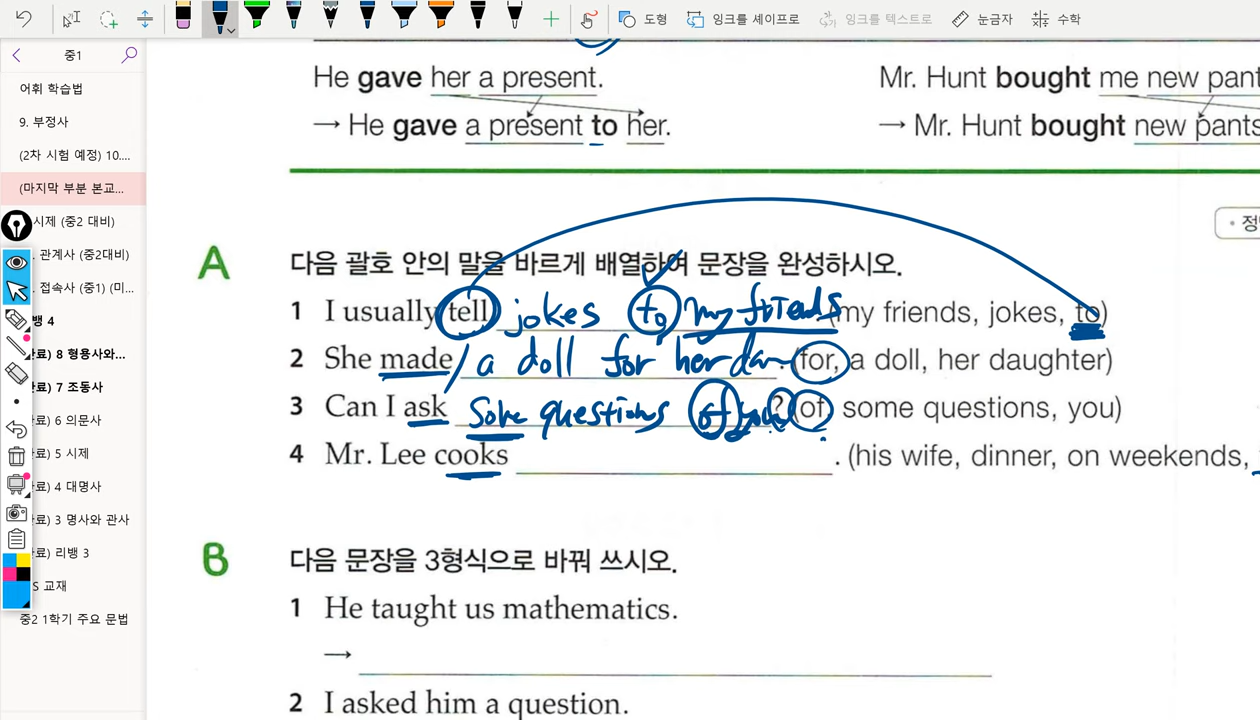 도형 잉크를 셰이프로 잉크를 텍스트로 눈금자 수학
중1
어휘 학습법
9. 부정사
(2차 시험 예정) 10....
(마지막 부분 본교...
시제 (중2 대비)
. 관계사 (중2대비)
. 접속사 (중1) (미...
뱅 4
료) 8 형용사와...
료) 7 조동사
료) 6 의문사
료) 5 시제
료) 4 대명사
료) 3 명사와 관사
료) 리뱅 3
S 교재
중2 1학기 주요 문법
He gave her a present.
→ He gave a present to her.
Mr. Hunt bought me new pant
→ Mr. Hunt bought new pants
• 정
A 다음 괄호 안의 말을 바르게 배열하여 문장을 완성하시오.
1 I usually tell jokes to my friends (my friends, jokes, to)
2 She made a doll for her da . (for, a doll, her daughter)
3 Can I ask some questions of you ? (of, some questions, you)
4 Mr. Lee cooks . (his wife, dinner, on weekends,
B 다음 문장을 3형식으로 바꿔 쓰시오.
1 He taught us mathematics.
→
2 I asked him a question.